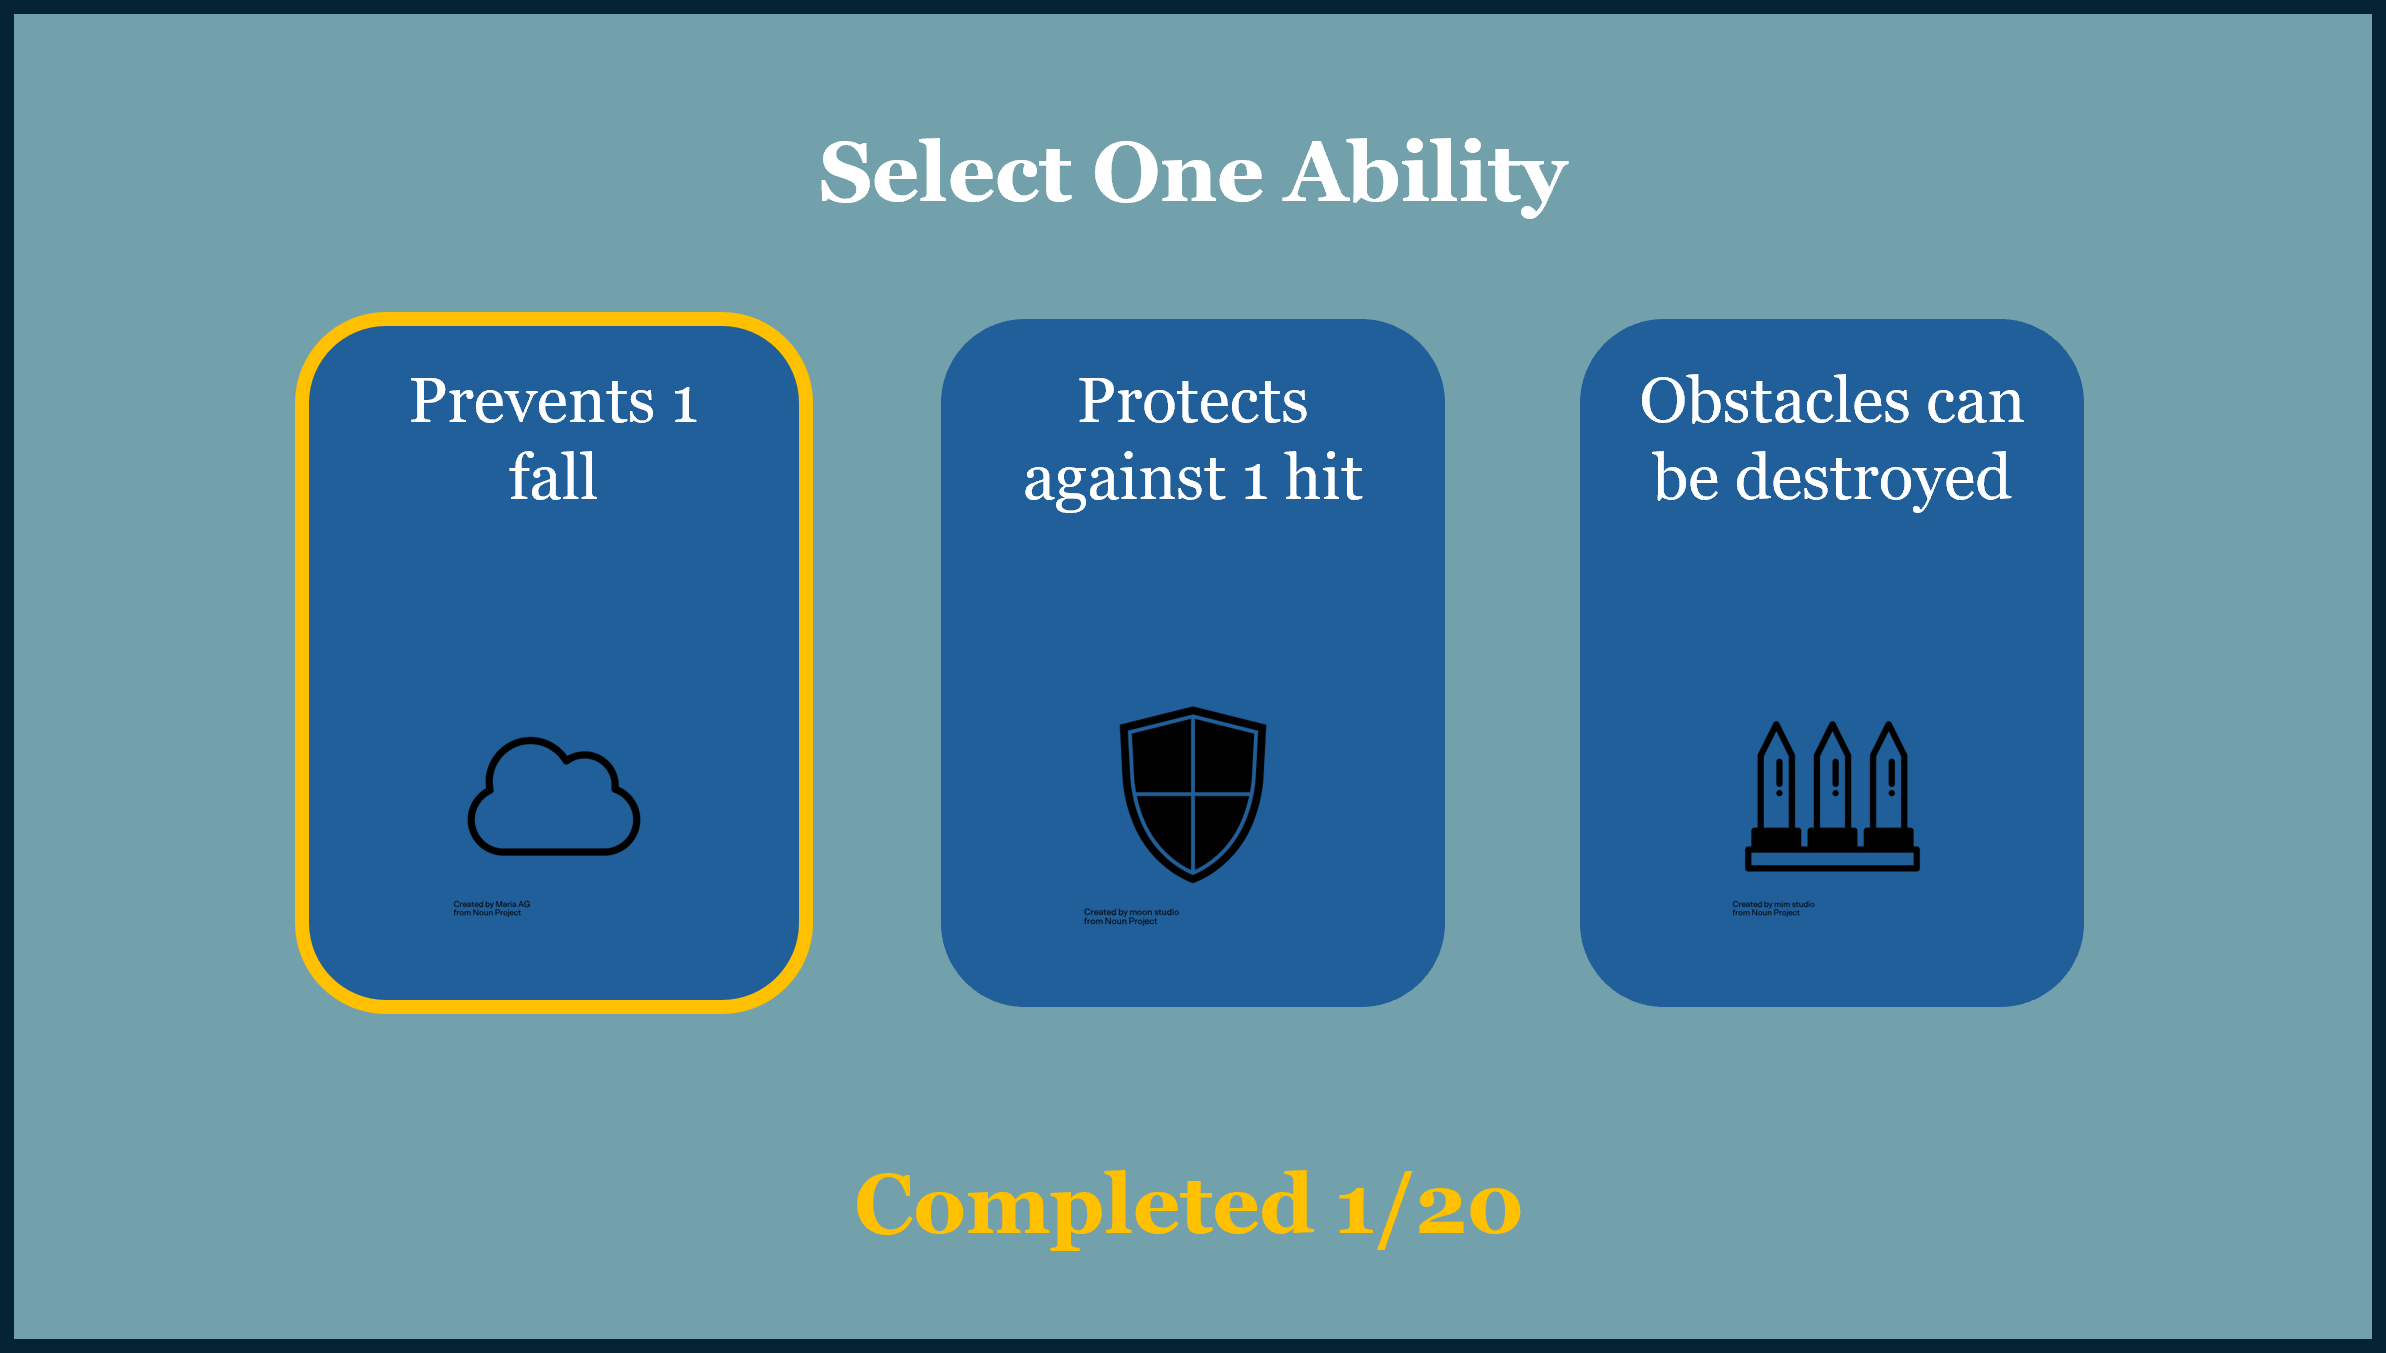 Select One Ability
Prevents 1
fall
Protects
against 1 hit
Obstacles can
be destroyed
Created by Maria AG
from Noun Project
Created by moon studio
from Noun Project
Created by mim studio
from Noun Project
Completed 1/20